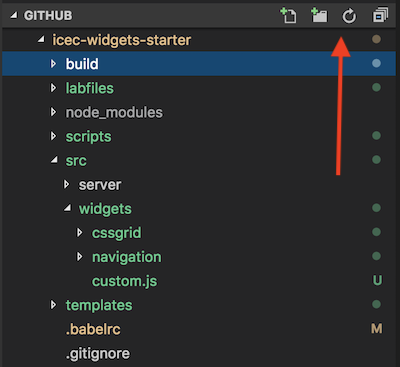 GITHUB
icec-widgets-starter
build
labfiles
node_modules
scripts
src
server
widgets
cssgrid
navigation
custom.js U
templates
.babelrc M
.gitignore